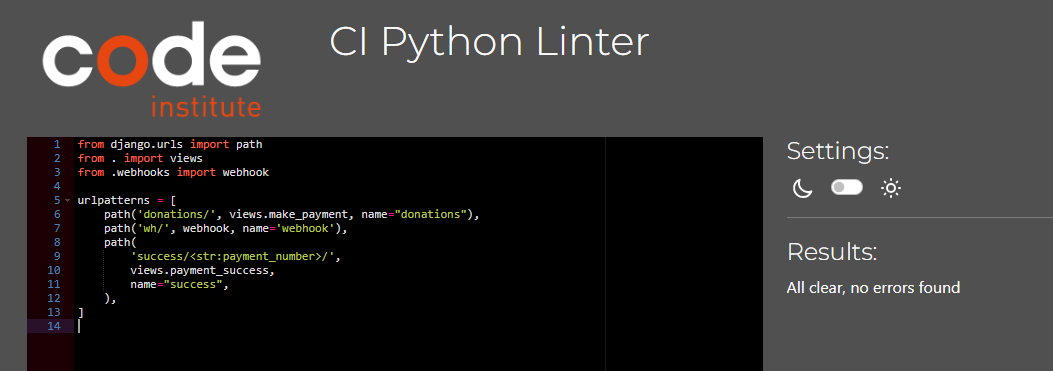 code
institute
CI Python Linter
1 from django.urls import path
2 from . import views
3 from .webhooks import webhook
4
5 urlpatterns = [
6     path('donations/', views.make_payment, name="donations"),
7     path('wh/', webhook, name='webhook'),
8     path(
9         'success/<str:payment_number>/',
10         views.payment_success,
11         name="success",
12     ),
13 ]
14
Settings:
Results:
All clear, no errors found